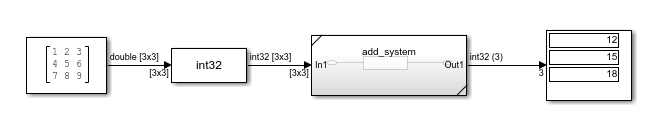 1 2 3
4 5 6
7 8 9
double [3x3]
[3x3]
int32
int32 [3x3]
[3x3]
add_system
In1
Out1
int32 (3)
3
12
15
18